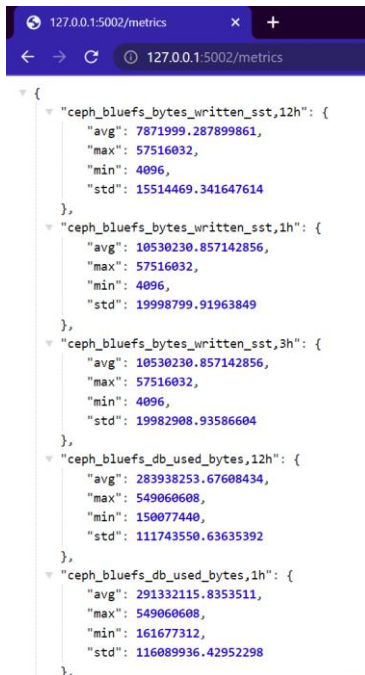 127.0.0.1:5002/metrics
127.0.0.1:5002/metrics
{
"ceph_bluefs_bytes_written_sst,12h": {
"avg": 7871999.287899861,
"max": 57516032,
"min": 4096,
"std": 15514469.341647614
},
"ceph_bluefs_bytes_written_sst,1h": {
"avg": 10530230.857142856,
"max": 57516032,
"min": 4096,
"std": 19998799.91963849
},
"ceph_bluefs_bytes_written_sst,3h": {
"avg": 10530230.857142856,
"max": 57516032,
"min": 4096,
"std": 19982908.93586604
},
"ceph_bluefs_db_used_bytes,12h": {
"avg": 283938253.67608434,
"max": 549060608,
"min": 150077440,
"std": 111743550.63635392
},
"ceph_bluefs_db_used_bytes,1h": {
"avg": 291332115.8353511,
"max": 549060608,
"min": 161677312,
"std": 116089936.42952298
},